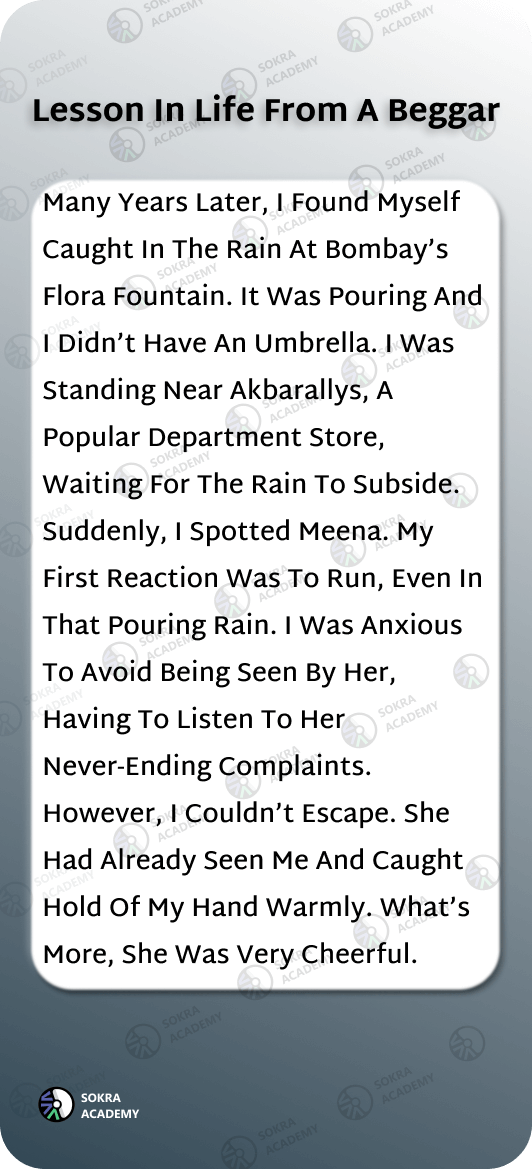 Lesson In Life From A Beggar
Many Years Later, I Found Myself
Caught In The Rain At Bombay’s
Flora Fountain. It Was Pouring And
I Didn’t Have An Umbrella. I Was
Standing Near Akbarallys, A
Popular Department Store,
Waiting For The Rain To Subside.
Suddenly, I Spotted Meena. My
First Reaction Was To Run, Even In
That Pouring Rain. I Was Anxious
To Avoid Being Seen By Her,
Having To Listen To Her
Never-Ending Complaints.
However, I Couldn’t Escape. She
Had Already Seen Me And Caught
Hold Of My Hand Warmly. What’s
More, She Was Very Cheerful.
SOKRA
ACADEMY